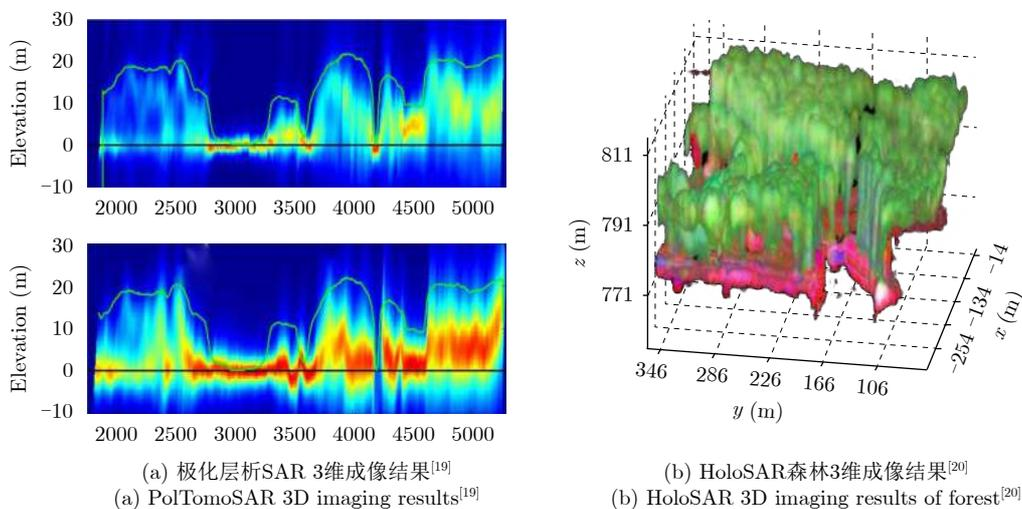 30
20
10
0
−10
Elevation (m)
2000 2500 3000 3500 4000 4500 5000
30
20
10
0
−10
Elevation (m)
2000 2500 3000 3500 4000 4500 5000
(a) 极化层析SAR 3维成像结果[19]
(a) PolTomoSAR 3D imaging results[19]
811
791
771
z (m)
346 286 226 166 106
y (m)
−254 −134 −14
x (m)
(b) HoloSAR森林3维成像结果[20]
(b) HoloSAR 3D imaging results of forest[20]